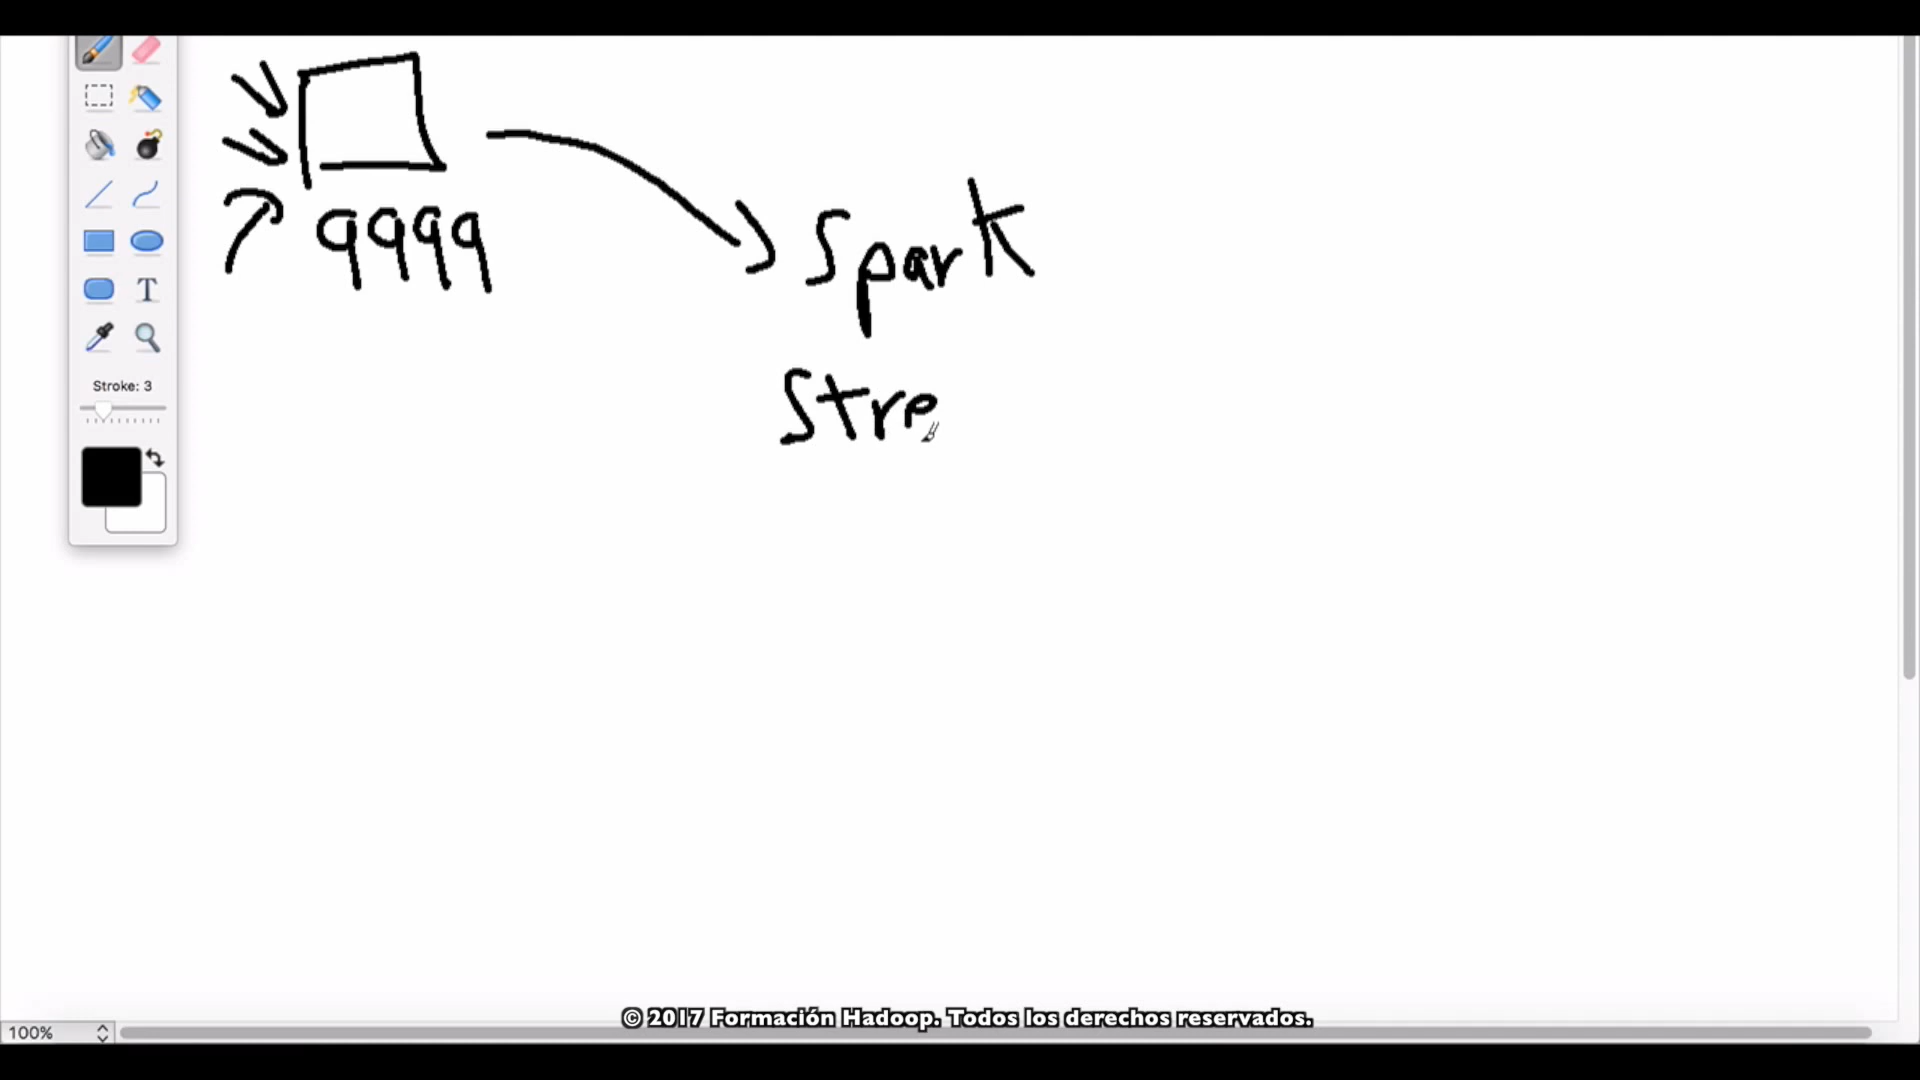 9999
Spark
Stre
T
Stroke: 3
100%
© 2017 Formación Hadoop. Todos los derechos reservados.